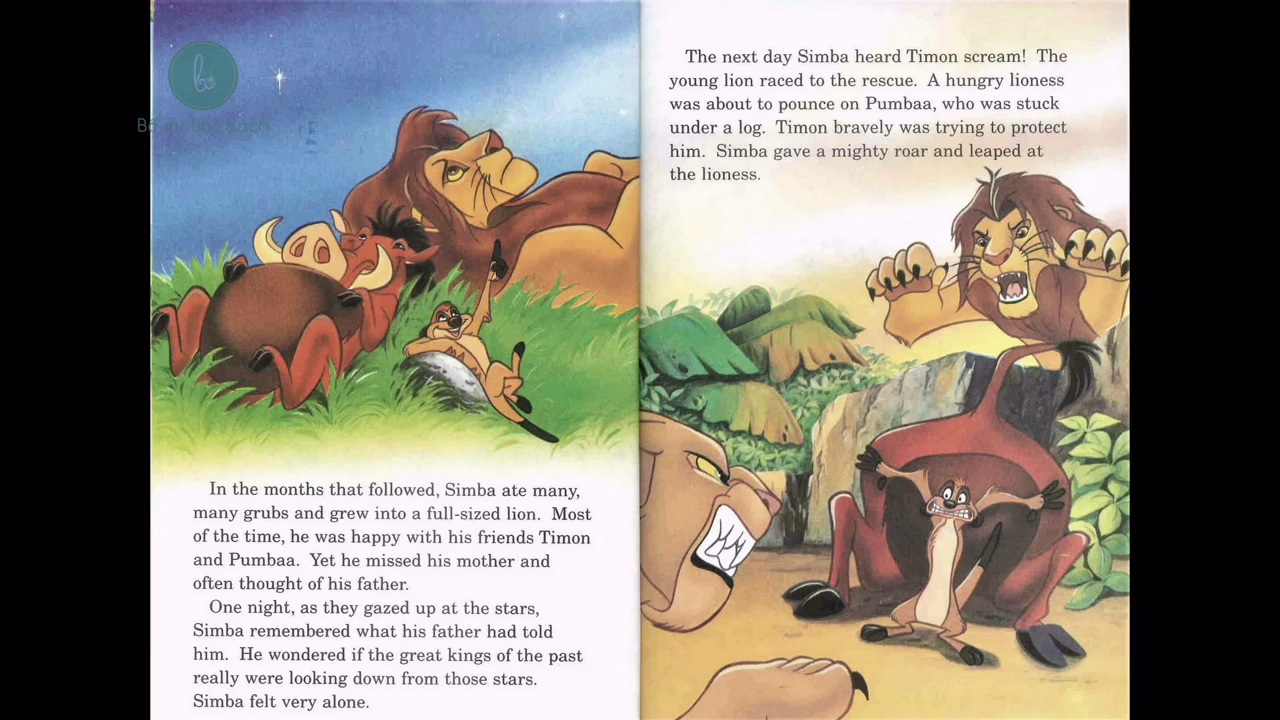 In the months that followed, Simba ate many,
many grubs and grew into a full-sized lion. Most
of the time, he was happy with his friends Timon
and Pumbaa. Yet he missed his mother and
often thought of his father.
One night, as they gazed up at the stars,
Simba remembered what his father had told
him. He wondered if the great kings of the past
really were looking down from those stars.
Simba felt very alone.
The next day Simba heard Timon scream! The
young lion raced to the rescue. A hungry lioness
was about to pounce on Pumbaa, who was stuck
under a log. Timon bravely was trying to protect
him. Simba gave a mighty roar and leaped at
the lioness.